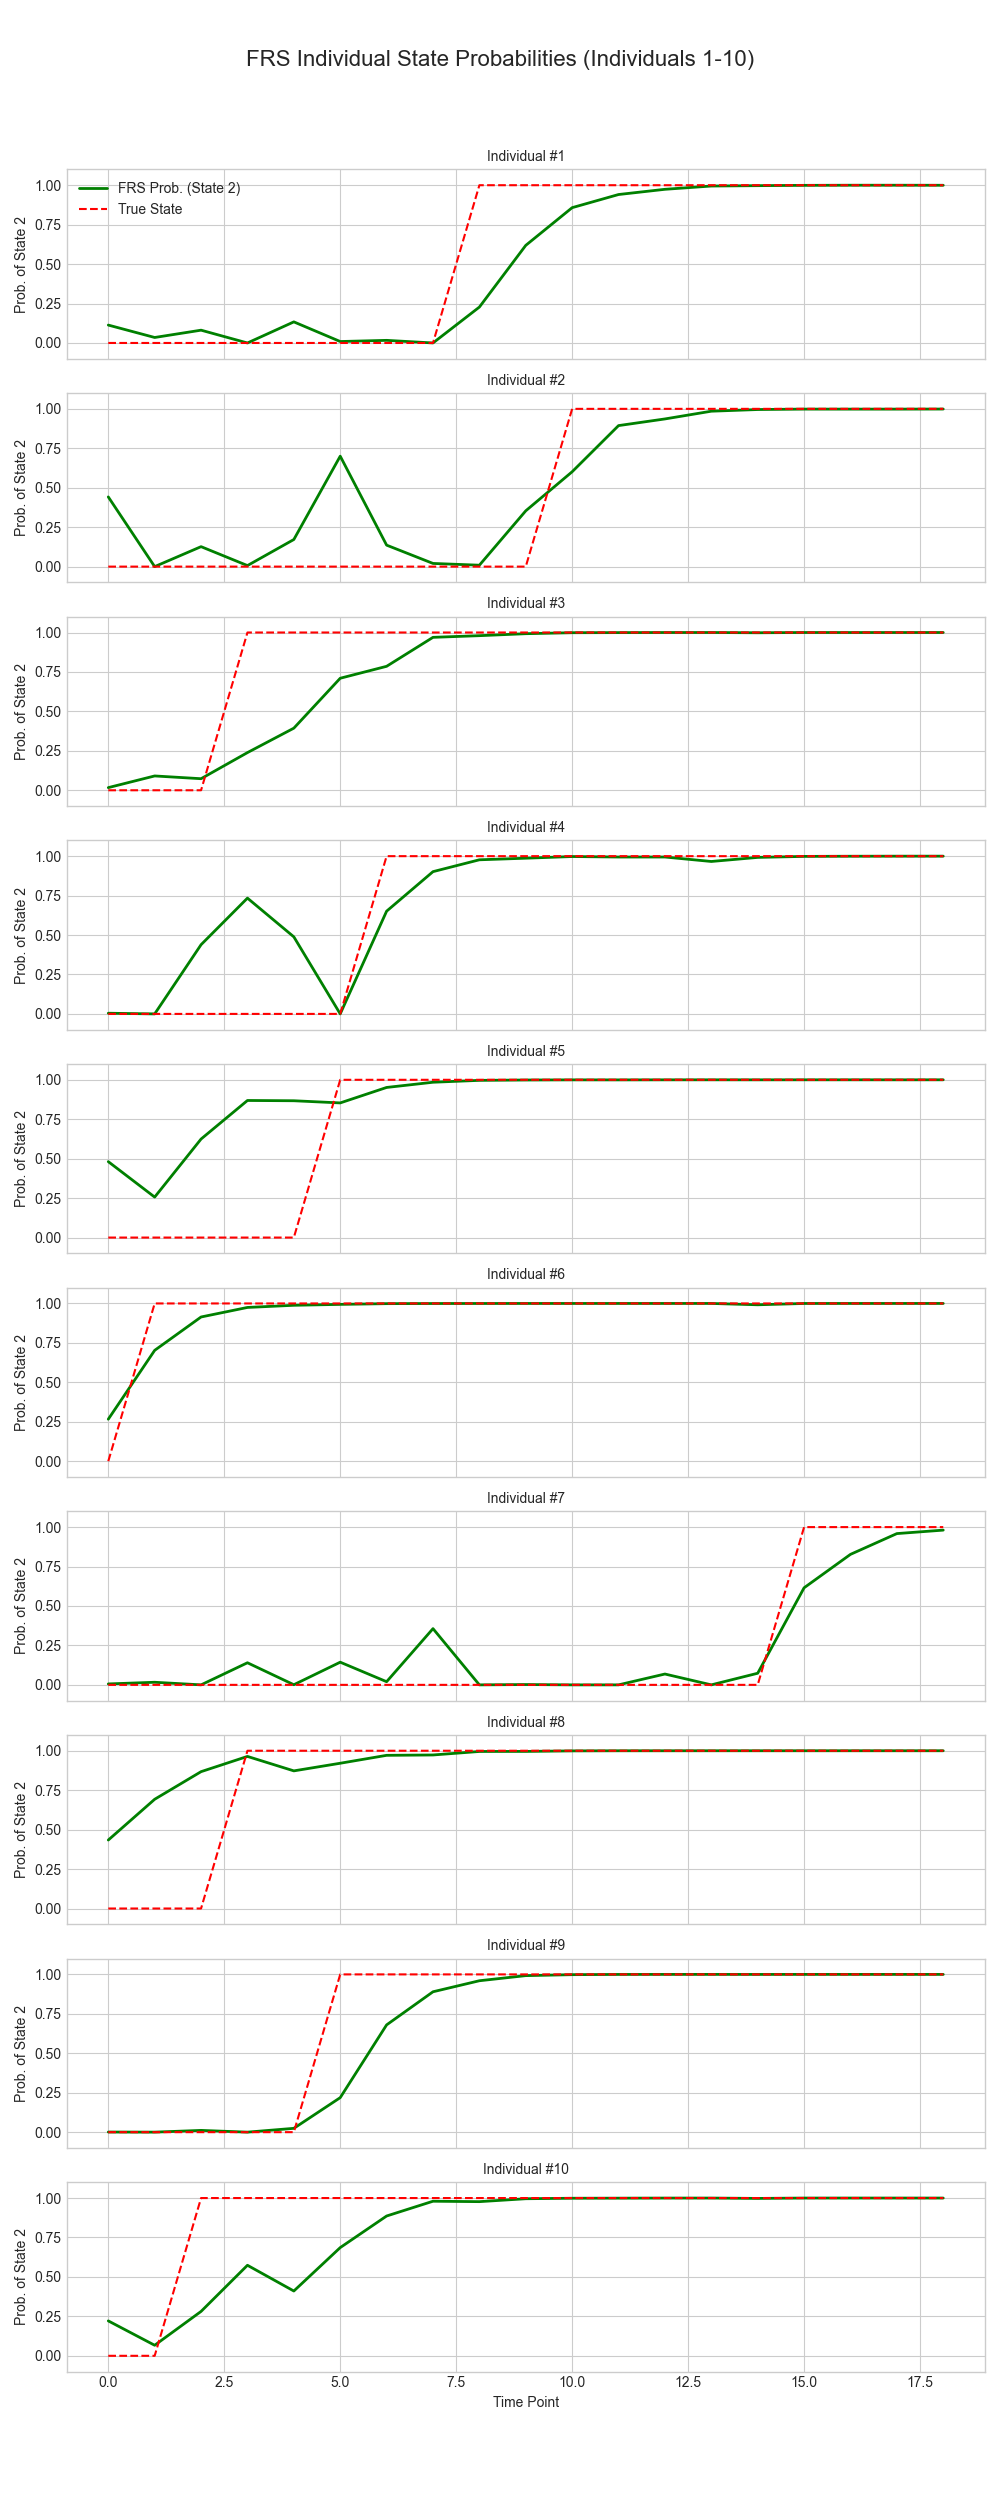 FRS Individual State Probabilities (Individuals 1-10)
Individual #1
FRS Prob. (State 2)
True State
Prob. of State 2
1.00
0.75
0.50
0.25
0.00
Individual #2
Prob. of State 2
1.00
0.75
0.50
0.25
0.00
Individual #3
Prob. of State 2
1.00
0.75
0.50
0.25
0.00
Individual #4
Prob. of State 2
1.00
0.75
0.50
0.25
0.00
Individual #5
Prob. of State 2
1.00
0.75
0.50
0.25
0.00
Individual #6
Prob. of State 2
1.00
0.75
0.50
0.25
0.00
Individual #7
Prob. of State 2
1.00
0.75
0.50
0.25
0.00
Individual #8
Prob. of State 2
1.00
0.75
0.50
0.25
0.00
Individual #9
Prob. of State 2
1.00
0.75
0.50
0.25
0.00
Individual #10
Prob. of State 2
1.00
0.75
0.50
0.25
0.00
0.0 2.5 5.0 7.5 10.0 12.5 15.0 17.5
Time Point